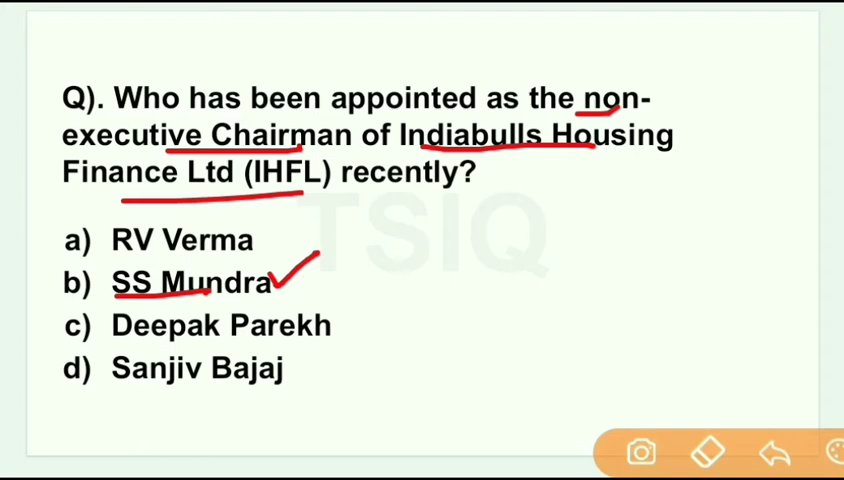 Q). Who has been appointed as the non-
executive Chairman of Indiabulls Housing
Finance Ltd (IHFL) recently?
TSIQ
a) RV Verma
b) SS Mundra
c) Deepak Parekh
d) Sanjiv Bajaj